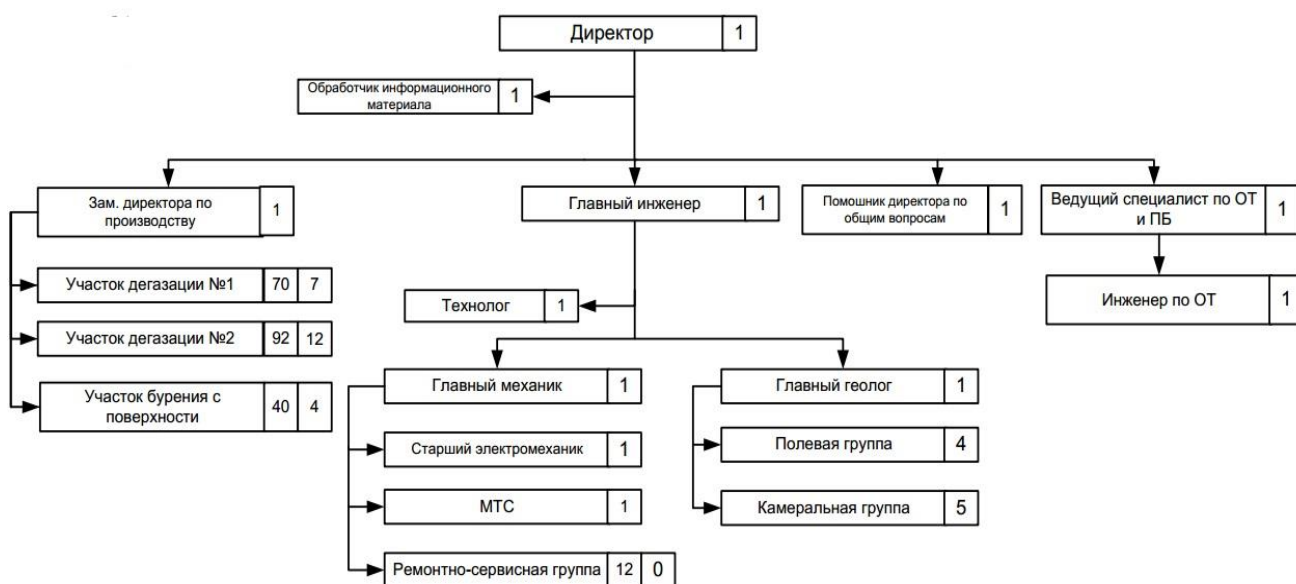 Директор 1
Обработчик информационного
материала
1
Зам. директора по
производству
1
Главный инженер 1
Помошник директора по
общим вопросам
1
Ведущий специалист по ОТ
и ПБ
1
Участок дегазации №1 70 7
Технолог 1
Инженер по ОТ 1
Участок дегазации №2 92 12
Участок бурения с
поверхности
40 4
Главный механик 1
Главный геолог 1
Старший электромеханик 1
Полевая группа 4
МТС 1
Камеральная группа 5
Ремонтно-сервисная группа 12 0